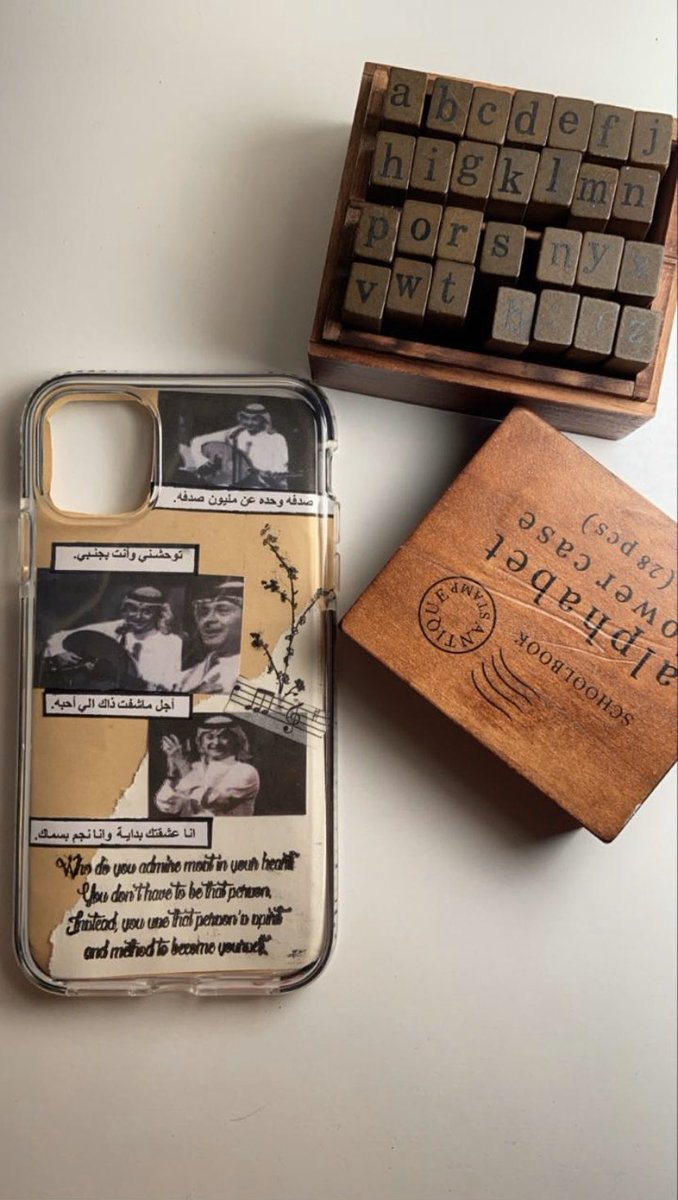 a b c d e f j
h i g k l m n
p o r s n y x
v w t z
صدفه وحده عن مليون صدفه.
توحشني وأنت بجنبي.
أجل ماشفت ذاك الي أحبه.
انا عشقتك بداية وانا نجم بسماك.
Who do you admire most in your heart?
You don't have to be that person,
Instead, you use that person's spirit
and method to become yourself.
alphabet
lower case
(28 pcs)
ANTIQUE STAMP
SCHOOLBOOK